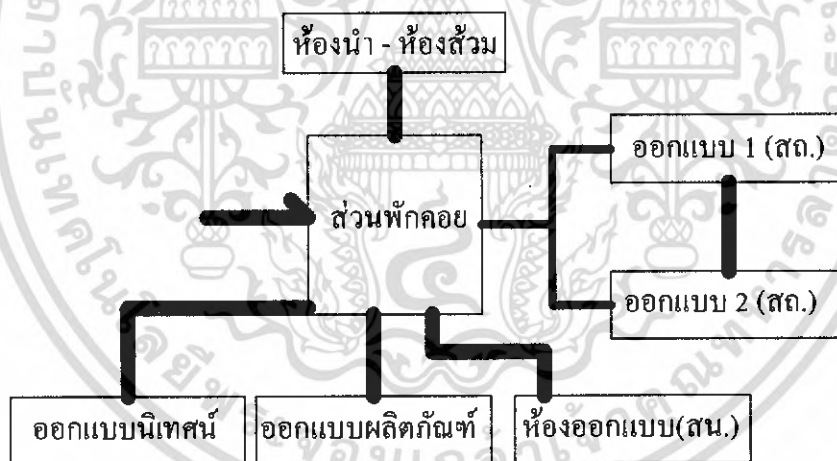 ห้องนำ - ห้องส้วม
ออกแบบ 1 (สถ.)
ส่วนพักคอย
ออกแบบ 2 (สถ.)
ออกแบบนิเทศน์
ออกแบบผลิตภัณฑ์
ห้องออกแบบ(สน.)